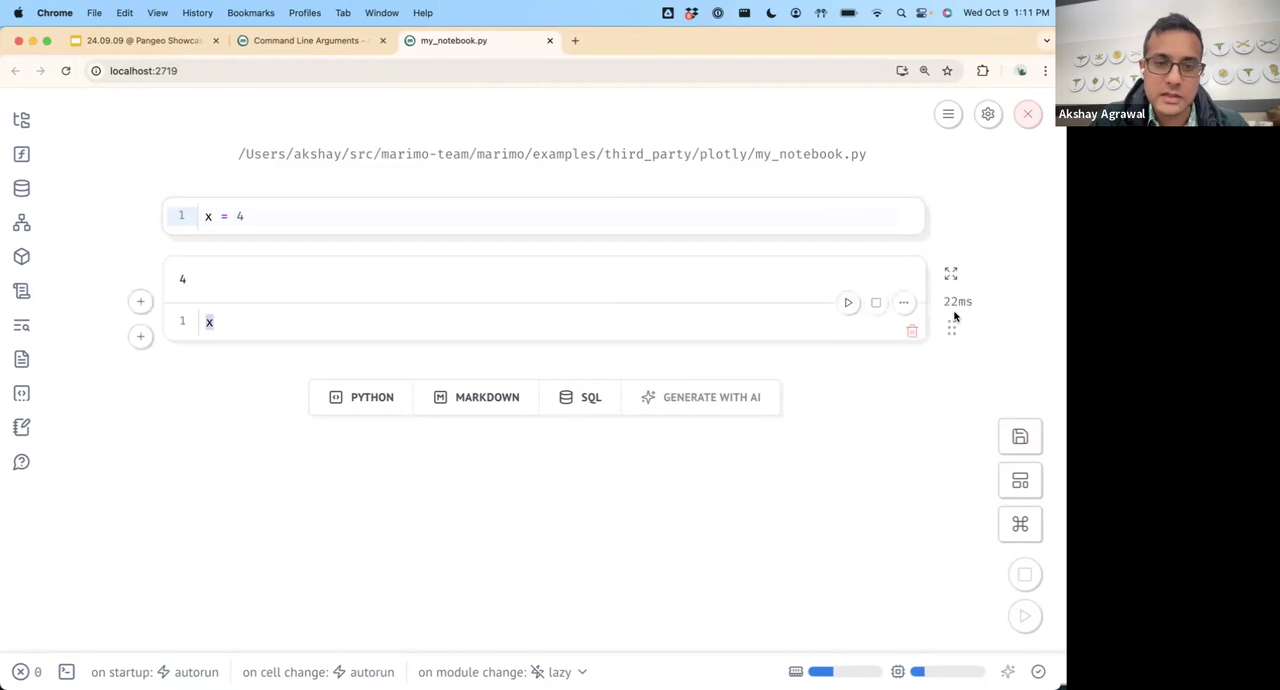 Chrome File Edit View History Bookmarks Profiles Tab Window Help Wed Oct 9 1:11 PM
24.09.09 @ Pangeo Showca
Command Line Arguments -
my_notebook.py
localhost:2719
Akshay Agrawal
/Users/akshay/src/marimo-team/marimo/examples/third_party/plotly/my_notebook.py
1 x = 4
4
22ms
1 x
PYTHON MARKDOWN SQL GENERATE WITH AI
0 on startup: autorun on cell change: autorun on module change: lazy